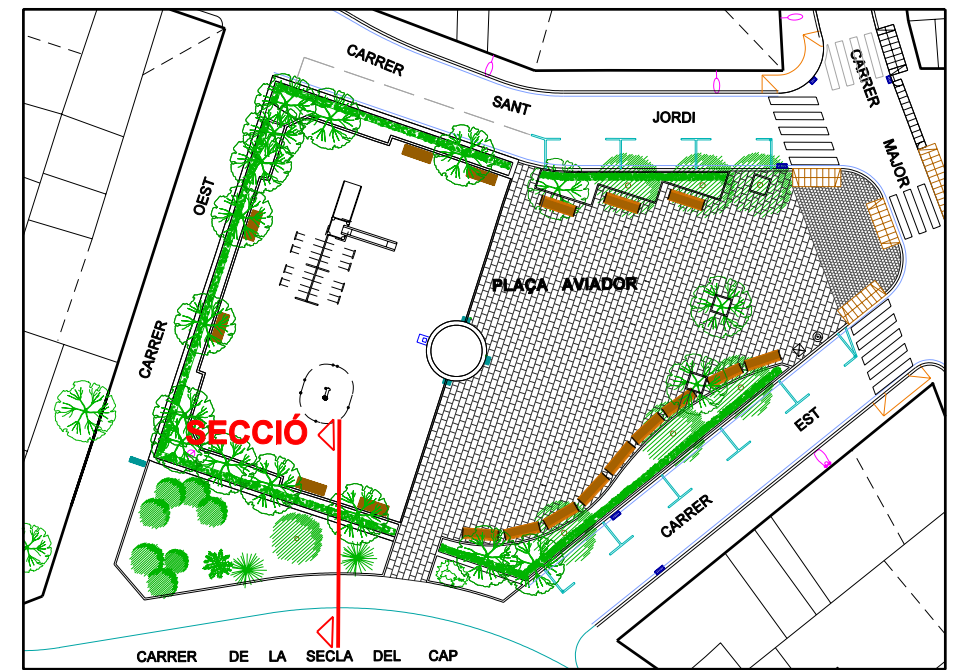 CARRER SANT JORDI
CARRER MAJOR
CARRER OEST
PLAÇA AVIADOR
SECCIÓ
CARRER EST
CARRER DE LA SECLA DEL CAP